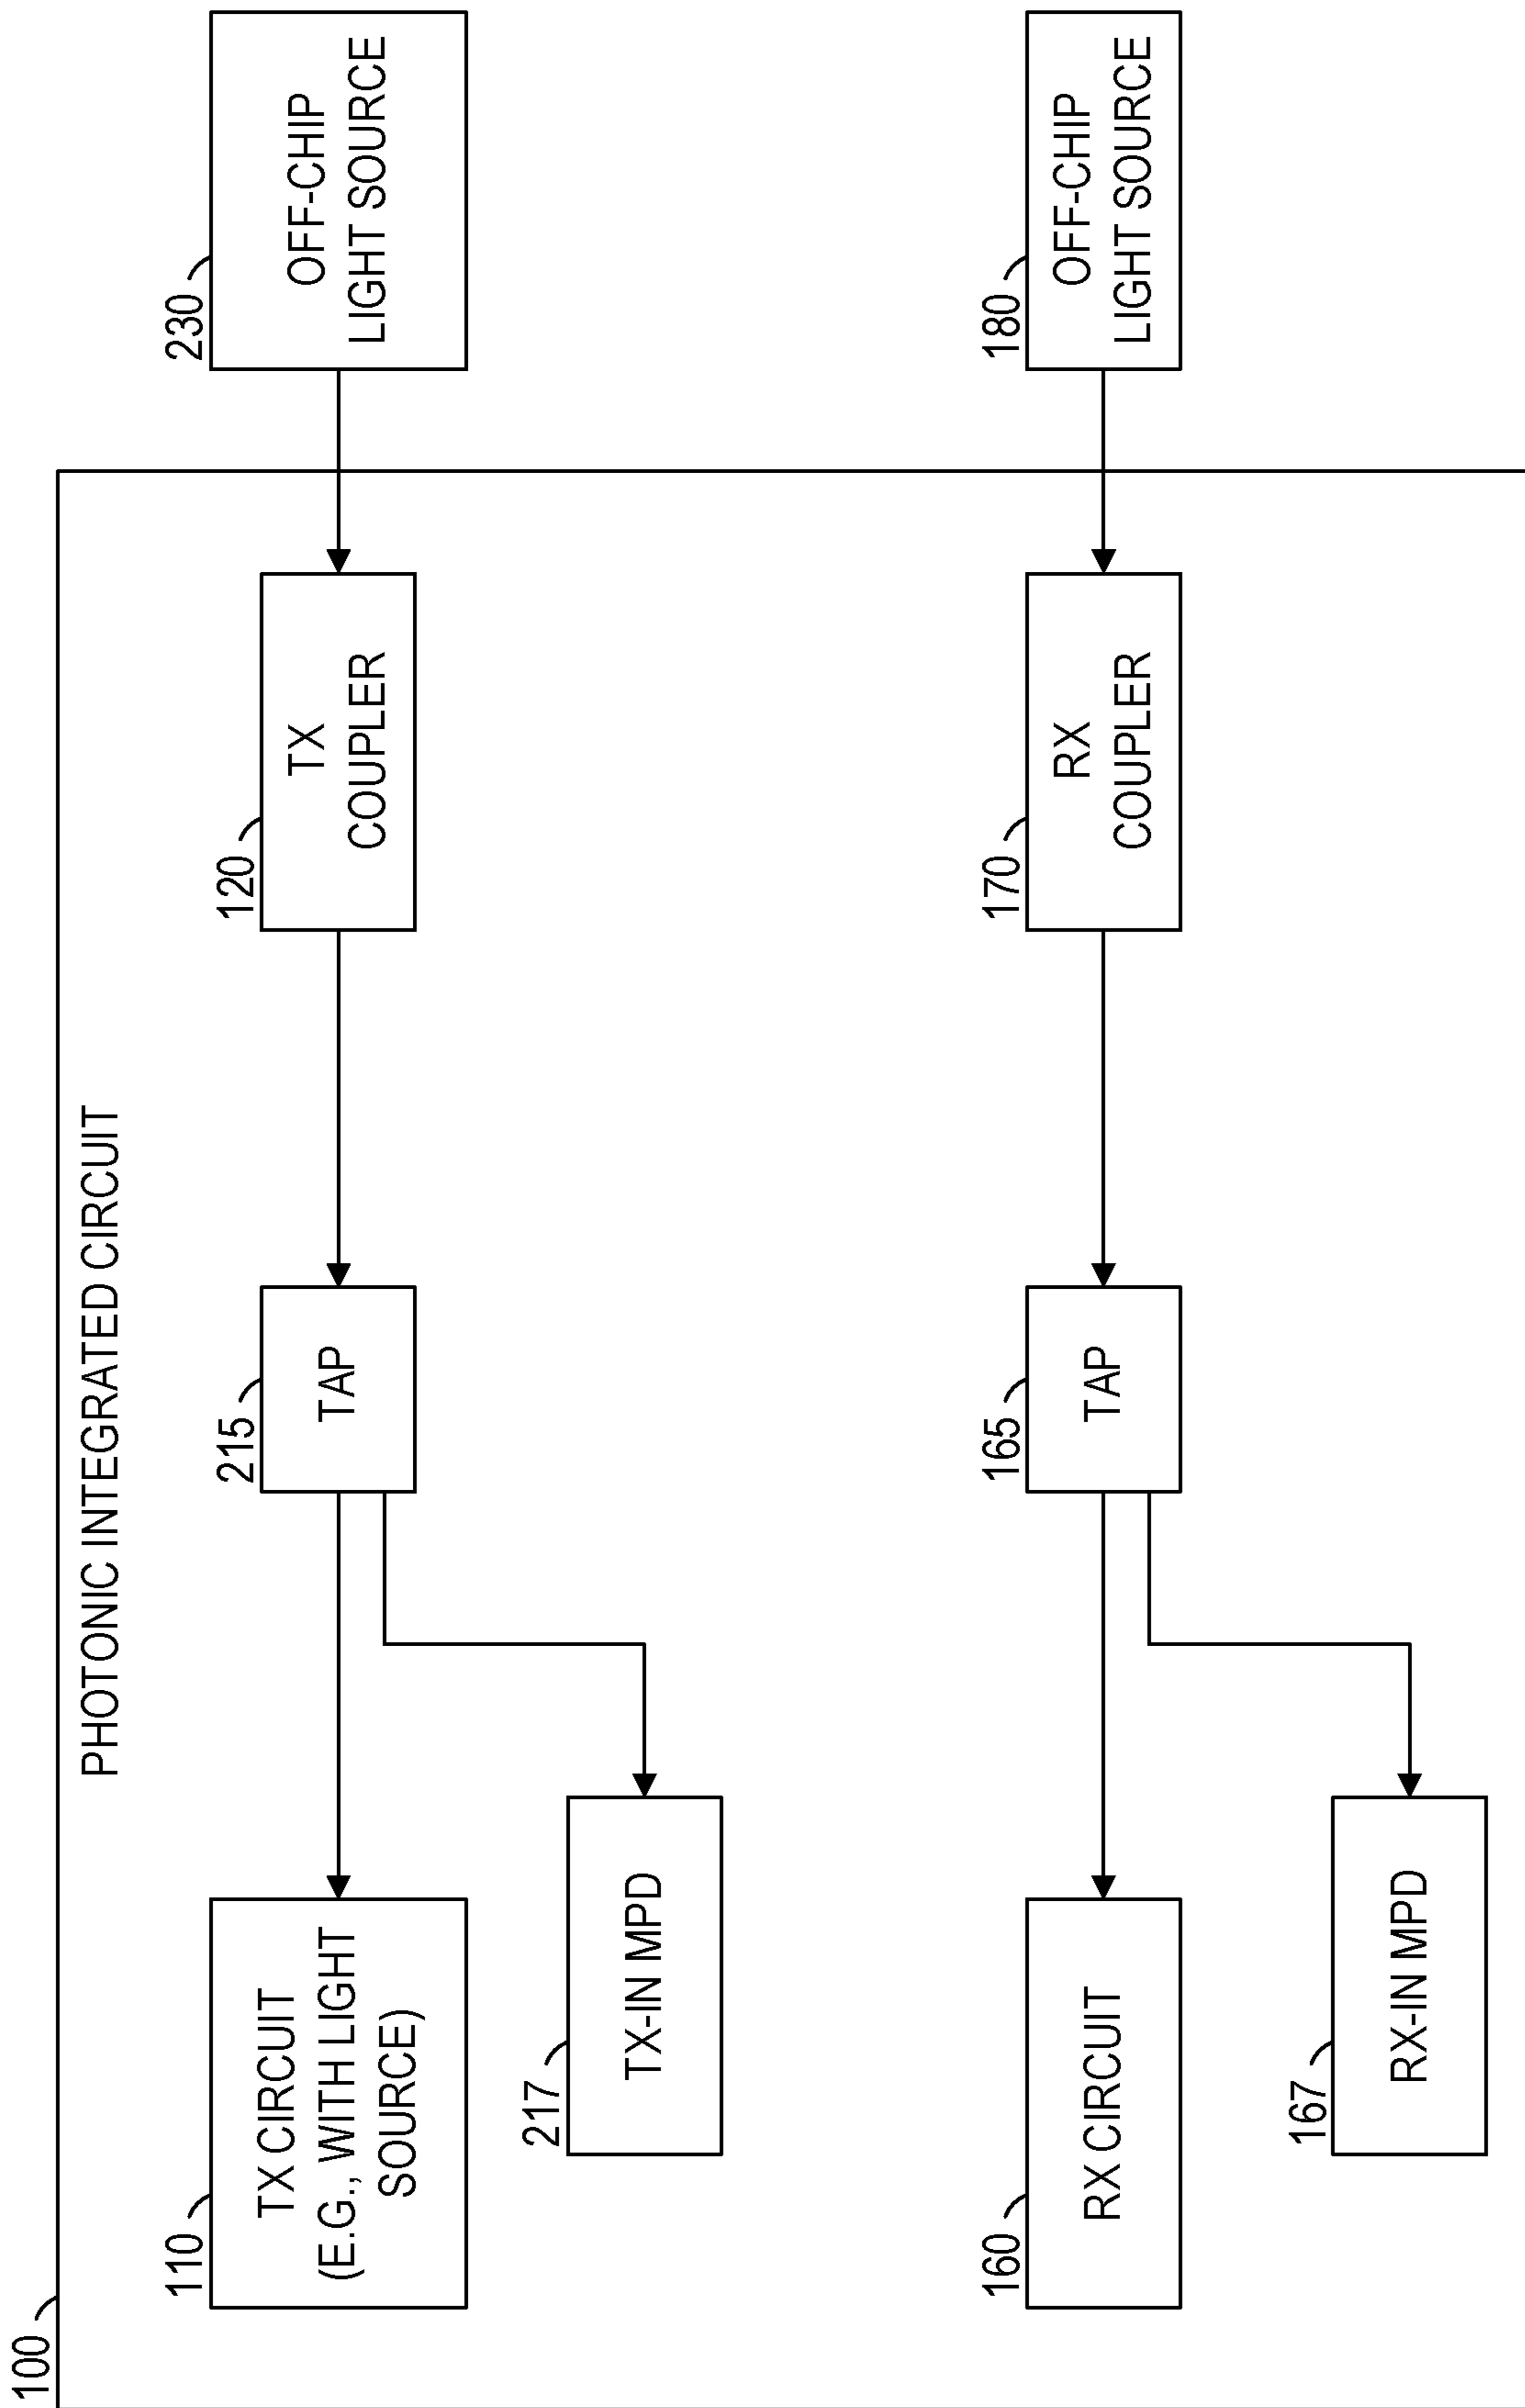 100
PHOTONIC INTEGRATED CIRCUIT
110
TX CIRCUIT
(E.G., WITH LIGHT
SOURCE)
215
TAP
120
TX
COUPLER
230
OFF-CHIP
LIGHT SOURCE
217
TX-IN MPD
160
RX CIRCUIT
165
TAP
170
RX
COUPLER
180
OFF-CHIP
LIGHT SOURCE
167
RX-IN MPD